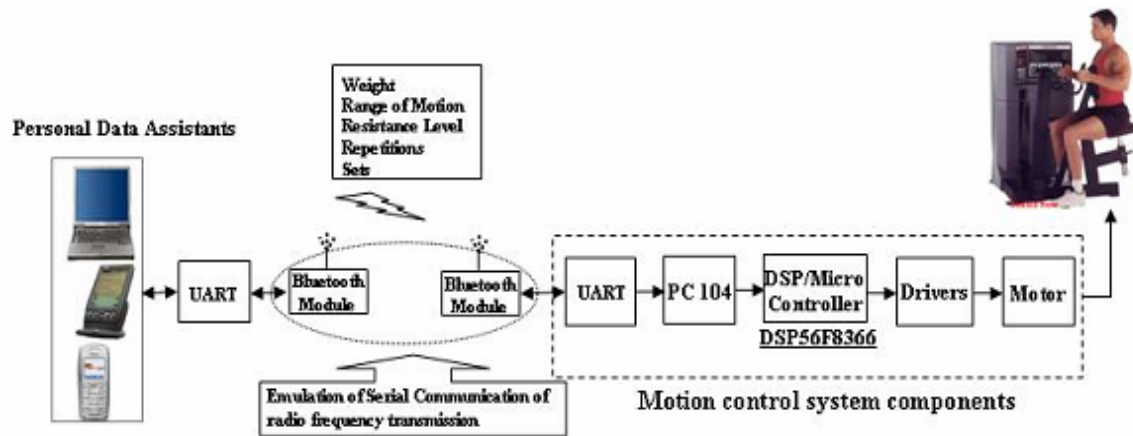 Weight
Range of Motion
Resistance Level
Repetitions
Sets
Personal Data Assistants
UART
Bluetooth
Module
Bluetooth
Module
UART
PC 104
DSP/Micro
Controller
DSP56F8366
Drivers
Motor
Emulation of Serial Communication of
radio frequency transmission
Motion control system components